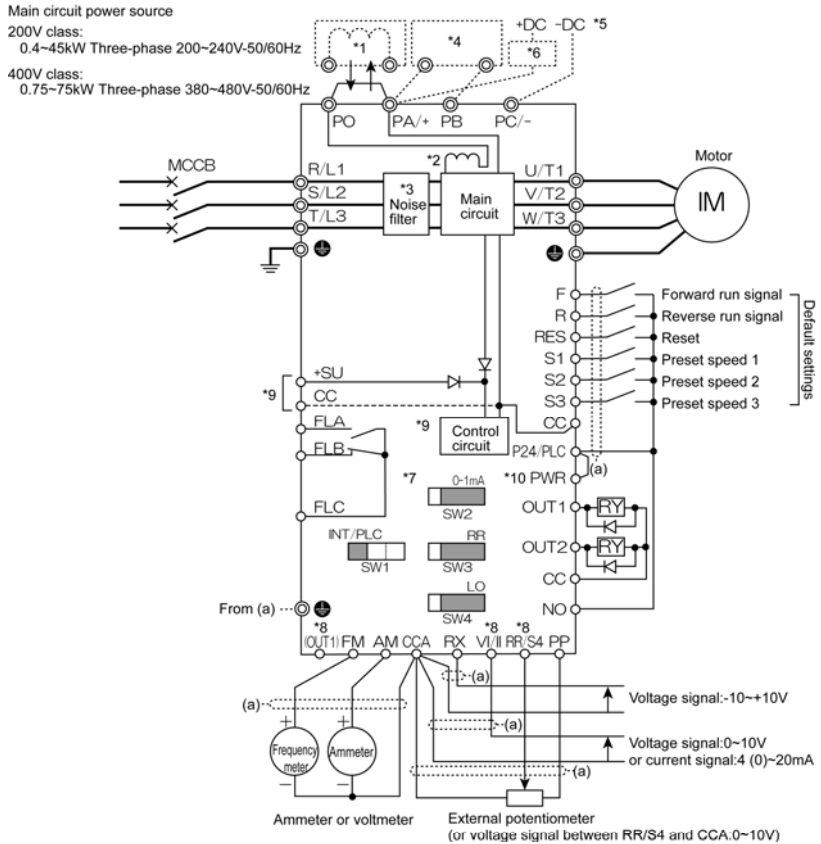 Main circuit power source
200V class:
0.4~45kW Three-phase 200~240V-50/60Hz
400V class:
0.75~75kW Three-phase 380~480V-50/60Hz
*1
*4
+DC -DC *5
*6
PO PA/+ PB PC/-
MCCB
R/L1
S/L2
T/L3
*3
Noise
filter
*2
Main
circuit
U/T1
V/T2
W/T3
Motor
IM
F
R
RES
S1
S2
S3
CC
P24/PLC
*10 PWR
(a)
OUT1
OUT2
CC
NO
Forward run signal
Reverse run signal
Reset
Preset speed 1
Preset speed 2
Preset speed 3
Default settings
RY
RY
*9
+SU
CC
FLA
FLB
FLC
*9
Control
circuit
*7
0-1mA
SW2
INT/PLC
SW1
RR
SW3
LO
SW4
From (a)
*8
(OUT1) FM AM CCA RX VI/II RR/S4 PP
*8 *8
(a)
(a)
(a)
(a)
+
Frequency
meter
−
+
Ammeter
−
Ammeter or voltmeter
Voltage signal:-10~+10V
Voltage signal:0~10V
or current signal:4 (0)~20mA
External potentiometer
(or voltage signal between RR/S4 and CCA:0~10V)